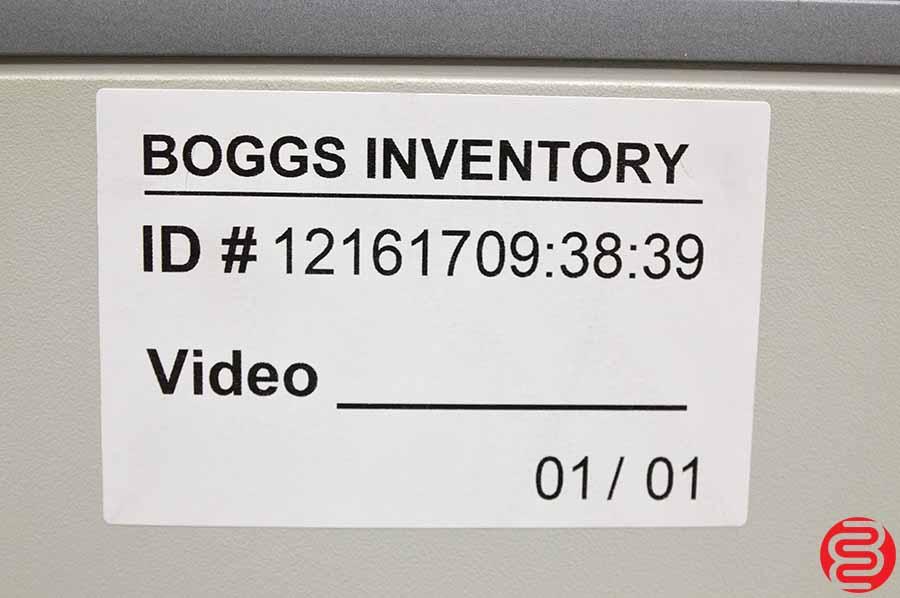 BOGGS INVENTORY
ID # 12161709:38:39
Video
01 / 01